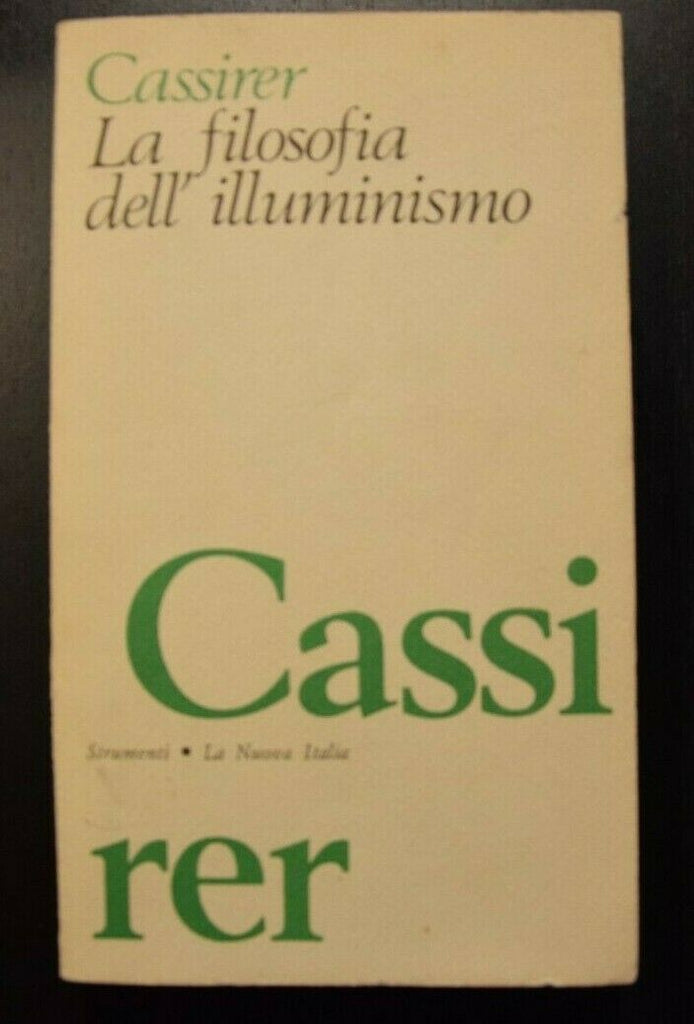 Cassirer
La filosofia
dell' illuminismo
Cassi
Strumenti • La Nuova Italia
rer